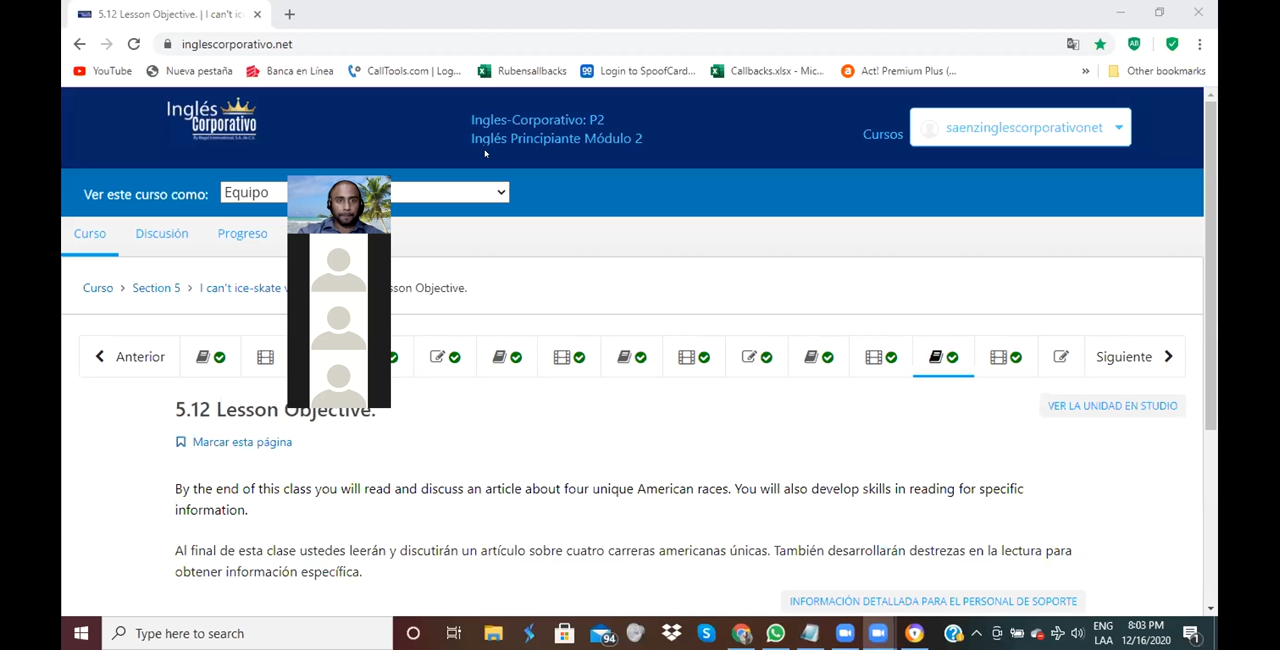 5.12 Lesson Objective. | I can't ic
inglescorporativo.net
YouTube Nueva pestaña Banca en Línea CallTools.com | Log... Rubensallbacks Login to SpoofCard... Callbacks.xlsx - Mic... Act! Premium Plus (... » Other bookmarks
Inglés
Corporativo
Ingles-Corporativo: P2
Inglés Principiante Módulo 2
Cursos
saenzinglescorporativonet
Ver este curso como: Equipo
Curso Discusión Progreso
Curso > Section 5 > I can't ice-skate sson Objective.
Anterior
Siguiente
5.12 Lesson Objective.
VER LA UNIDAD EN STUDIO
Marcar esta página
By the end of this class you will read and discuss an article about four unique American races. You will also develop skills in reading for specific
information.
Al final de esta clase ustedes leerán y discutirán un artículo sobre cuatro carreras americanas únicas. También desarrollarán destrezas en la lectura para
obtener información específica.
INFORMACIÓN DETALLADA PARA EL PERSONAL DE SOPORTE
Type here to search
94
ENG
LAA
8:03 PM
12/16/2020
1